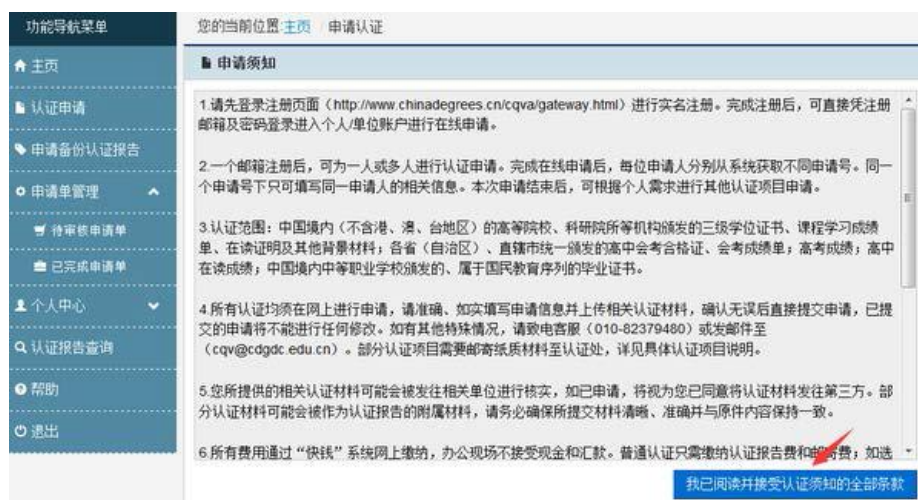 功能导航菜单
您的当前位置:主页 / 申请认证
主页
申请须知
认证申请
申请备份认证报告
申请单管理
待审核申请单
已完成申请单
个人中心
认证报告查询
帮助
退出
1.请先登录注册页面（http://www.chinadegrees.cn/cqva/gateway.html）进行实名注册。完成注册后，可直接凭注册
邮箱及密码登录进入个人/单位账户进行在线申请。
2.一个邮箱注册后，可为一人或多人进行认证申请。完成在线申请后，每位申请人分别从系统获取不同申请号。同一
个申请号下只可填写同一申请人的相关信息。本次申请结束后，可根据个人需求进行其他认证项目申请。
3.认证范围：中国境内（不含港、澳、台地区）的高等院校、科研院所等机构颁发的三级学位证书、课程学习成绩
单、在读证明及其他背景材料；各省（自治区）、直辖市统一颁发的高中会考合格证、会考成绩单；高考成绩；高中
在读成绩；中国境内中等职业学校颁发的、属于国民教育序列的毕业证书。
4.所有认证均须在网上进行申请，请准确、如实填写申请信息并上传相关认证材料，确认无误后直接提交申请，已提
交的申请将不能进行任何修改。如有其他特殊情况，请致电客服（010-82379480）或发邮件至
（cqv@cdgdc.edu.cn）。部分认证项目需要邮寄纸质材料至认证处，详见具体认证项目说明。
5.您所提供的相关认证材料可能会被发往相关单位进行核实，如已申请，将视为您已同意将认证材料发往第三方。部
分认证材料可能会被作为认证报告的附属材料，请务必确保所提交材料清晰、准确并与原件内容保持一致。
6.所有费用通过“快钱”系统网上缴纳，办公现场不接受现金和汇款。普通认证只需缴纳认证报告费和邮寄费；如选
我已阅读并接受认证须知的全部条款